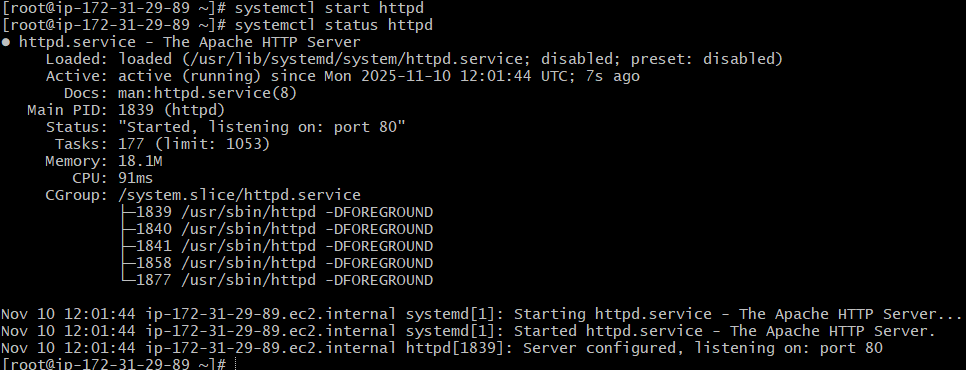 [root@ip-172-31-29-89 ~]# systemctl start httpd
[root@ip-172-31-29-89 ~]# systemctl status httpd
● httpd.service - The Apache HTTP Server
     Loaded: loaded (/usr/lib/systemd/system/httpd.service; disabled; preset: disabled)
     Active: active (running) since Mon 2025-11-10 12:01:44 UTC; 7s ago
       Docs: man:httpd.service(8)
   Main PID: 1839 (httpd)
     Status: "Started, listening on: port 80"
      Tasks: 177 (limit: 1053)
     Memory: 18.1M
        CPU: 91ms
     CGroup: /system.slice/httpd.service
             ├─1839 /usr/sbin/httpd -DFOREGROUND
             ├─1840 /usr/sbin/httpd -DFOREGROUND
             ├─1841 /usr/sbin/httpd -DFOREGROUND
             ├─1858 /usr/sbin/httpd -DFOREGROUND
             └─1877 /usr/sbin/httpd -DFOREGROUND

Nov 10 12:01:44 ip-172-31-29-89.ec2.internal systemd[1]: Starting httpd.service - The Apache HTTP Server...
Nov 10 12:01:44 ip-172-31-29-89.ec2.internal systemd[1]: Started httpd.service - The Apache HTTP Server.
Nov 10 12:01:44 ip-172-31-29-89.ec2.internal httpd[1839]: Server configured, listening on: port 80
[root@ip-172-31-29-89 ~]#